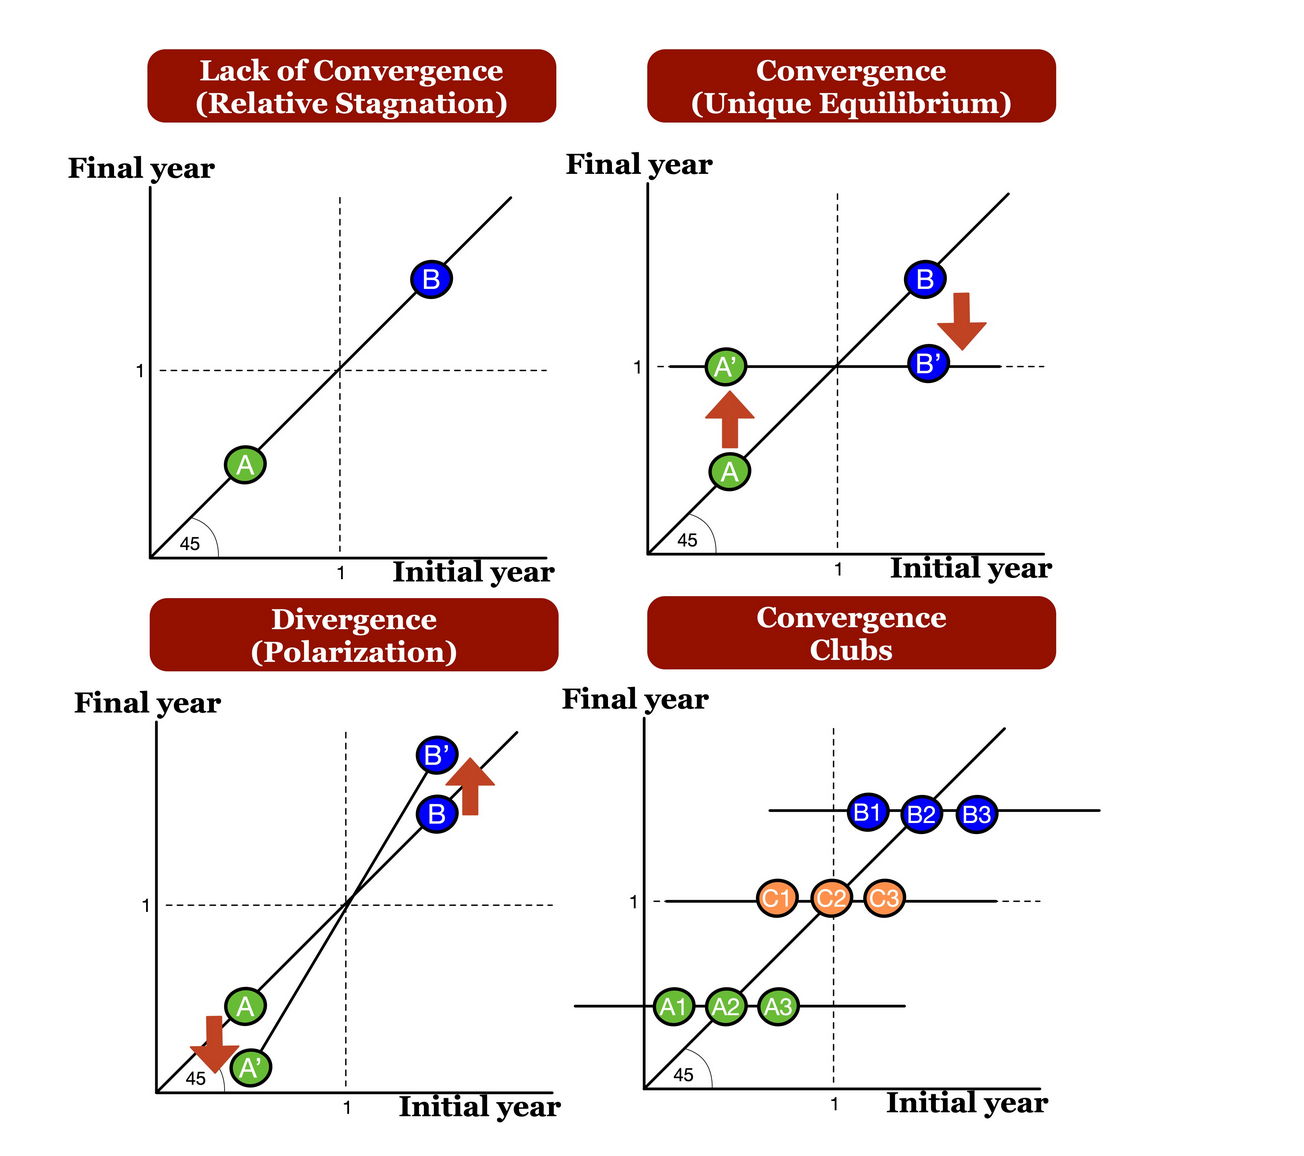 Lack of Convergence
(Relative Stagnation)
Final year
B
1
A
45
1
Initial year
Convergence
(Unique Equilibrium)
Final year
B
1
A’
B’
A
45
1
Initial year
Divergence
(Polarization)
Final year
B’
B
1
A
A’
45
1
Initial year
Convergence
Clubs
Final year
B1 B2 B3
1
C1 C2 C3
A1 A2 A3
45
1
Initial year